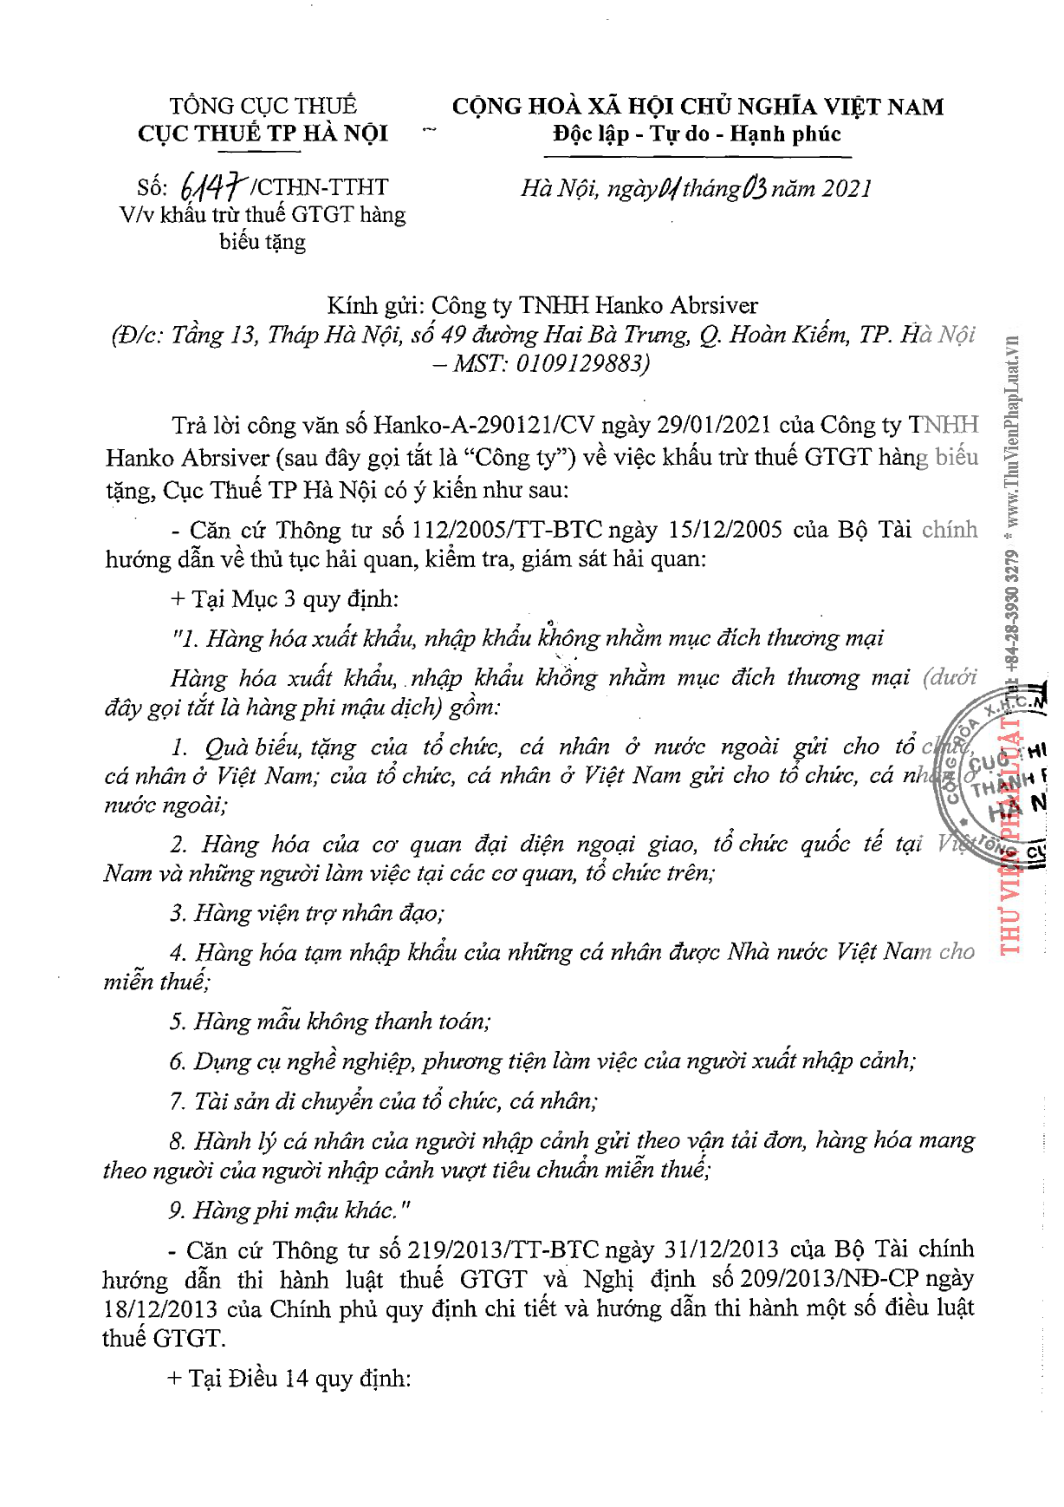 TỔNG CỤC THUẾ
CỤC THUẾ TP HÀ NỘI
CỘNG HOÀ XÃ HỘI CHỦ NGHĨA VIỆT NAM
Độc lập - Tự do - Hạnh phúc
Số: 6147/CTHN-TTHT
V/v khấu trừ thuế GTGT hàng
biếu tặng
Hà Nội, ngày 01 tháng 03 năm 2021
Kính gửi: Công ty TNHH Hanko Abrsiver
(Đ/c: Tầng 13, Tháp Hà Nội, số 49 đường Hai Bà Trưng, Q. Hoàn Kiếm, TP. Hà Nội
– MST: 0109129883)
Trả lời công văn số Hanko-A-290121/CV ngày 29/01/2021 của Công ty TNHH
Hanko Abrsiver (sau đây gọi tắt là “Công ty”) về việc khấu trừ thuế GTGT hàng biếu
tặng, Cục Thuế TP Hà Nội có ý kiến như sau:
- Căn cứ Thông tư số 112/2005/TT-BTC ngày 15/12/2005 của Bộ Tài chính
hướng dẫn về thủ tục hải quan, kiểm tra, giám sát hải quan:
+ Tại Mục 3 quy định:
"1. Hàng hóa xuất khẩu, nhập khẩu không nhằm mục đích thương mại
Hàng hóa xuất khẩu, nhập khẩu không nhằm mục đích thương mại (dưới
đây gọi tắt là hàng phi mậu dịch) gồm:
1. Quà biếu, tặng của tổ chức, cá nhân ở nước ngoài gửi cho tổ chức,
cá nhân ở Việt Nam; của tổ chức, cá nhân ở Việt Nam gửi cho tổ chức, cá nhân ở
nước ngoài;
2. Hàng hóa của cơ quan đại diện ngoại giao, tổ chức quốc tế tại Việt
Nam và những người làm việc tại các cơ quan, tổ chức trên;
3. Hàng viện trợ nhân đạo;
4. Hàng hóa tạm nhập khẩu của những cá nhân được Nhà nước Việt Nam cho
miễn thuế;
5. Hàng mẫu không thanh toán;
6. Dụng cụ nghề nghiệp, phương tiện làm việc của người xuất nhập cảnh;
7. Tài sản di chuyển của tổ chức, cá nhân;
8. Hành lý cá nhân của người nhập cảnh gửi theo vận tải đơn, hàng hóa mang
theo người của người nhập cảnh vượt tiêu chuẩn miễn thuế;
9. Hàng phi mậu khác."
- Căn cứ Thông tư số 219/2013/TT-BTC ngày 31/12/2013 của Bộ Tài chính
hướng dẫn thi hành luật thuế GTGT và Nghị định số 209/2013/NĐ-CP ngày
18/12/2013 của Chính phủ quy định chi tiết và hướng dẫn thi hành một số điều luật
thuế GTGT.
+ Tại Điều 14 quy định:
THƯ VIỆN PHÁP LUẬT * Tel: +84-28-3930 3279 * www.ThuVienPhapLuat.vn
CỘNG HÒA X.H.C.N
CỤC THU
THÀNH P
HÀ N
TỔNG CỤ